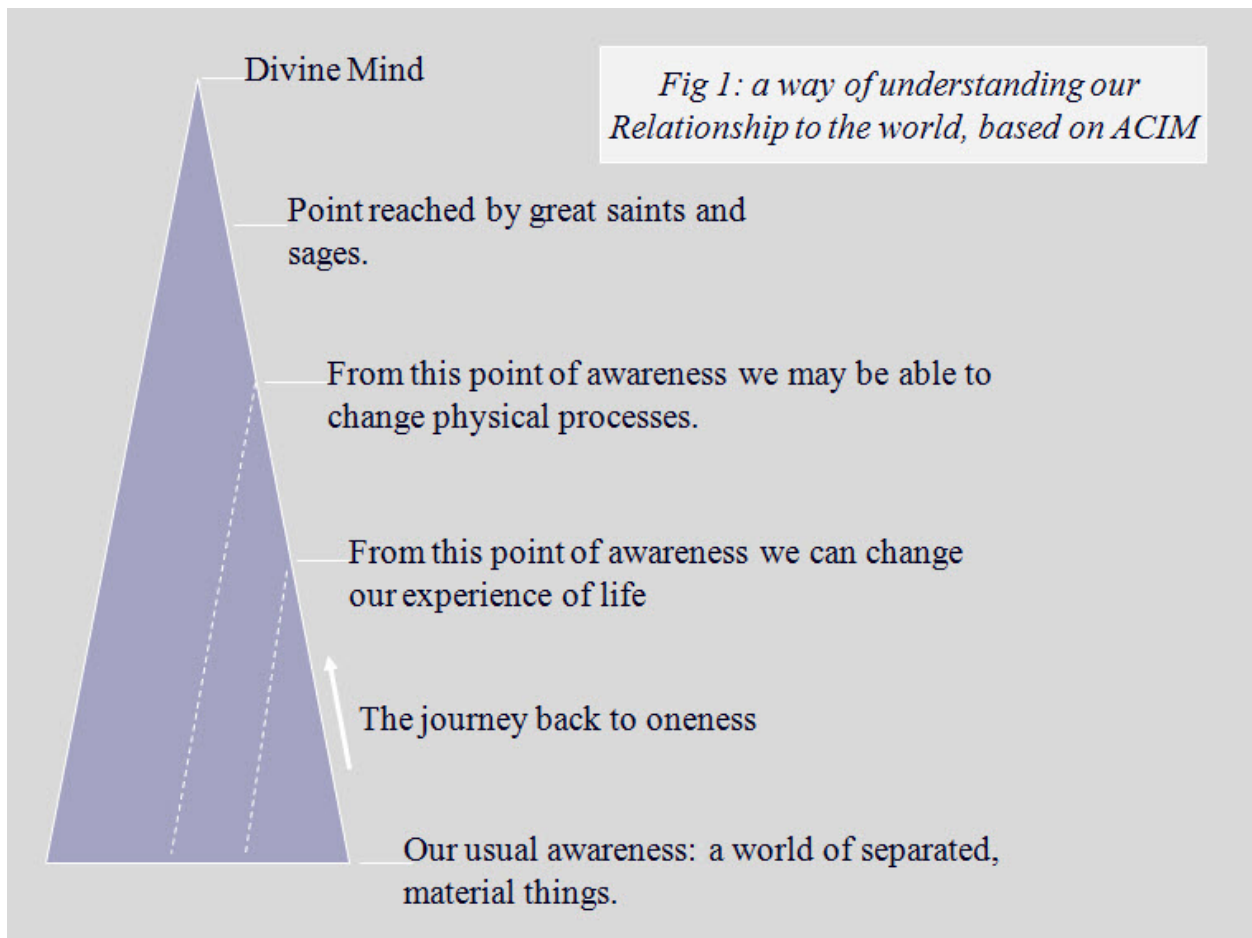 Divine Mind
Fig 1: a way of understanding our
Relationship to the world, based on ACIM
Point reached by great saints and
sages.
From this point of awareness we may be able to
change physical processes.
From this point of awareness we can change
our experience of life
The journey back to oneness
Our usual awareness: a world of separated,
material things.